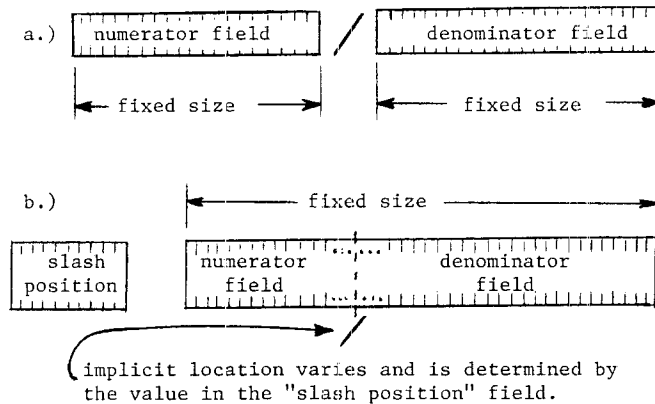 a.) numerator field / denominator field
fixed size fixed size
b.) fixed size
slash numerator denominator
position field field
/
implicit location varies and is determined by
the value in the "slash position" field.